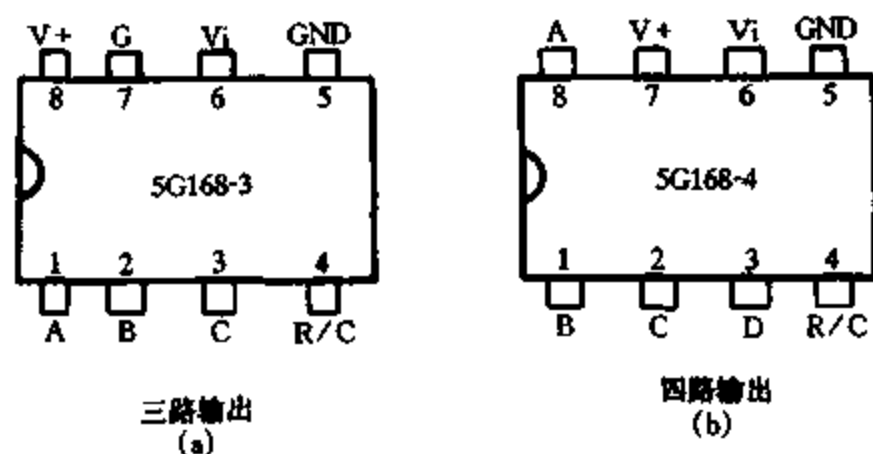 V+ G Vi GND
8 7 6 5
5G168-3
1 2 3 4
A B C R/C
三路输出
(a)
A V+ Vi GND
8 7 6 5
5G168-4
1 2 3 4
B C D R/C
四路输出
(b)